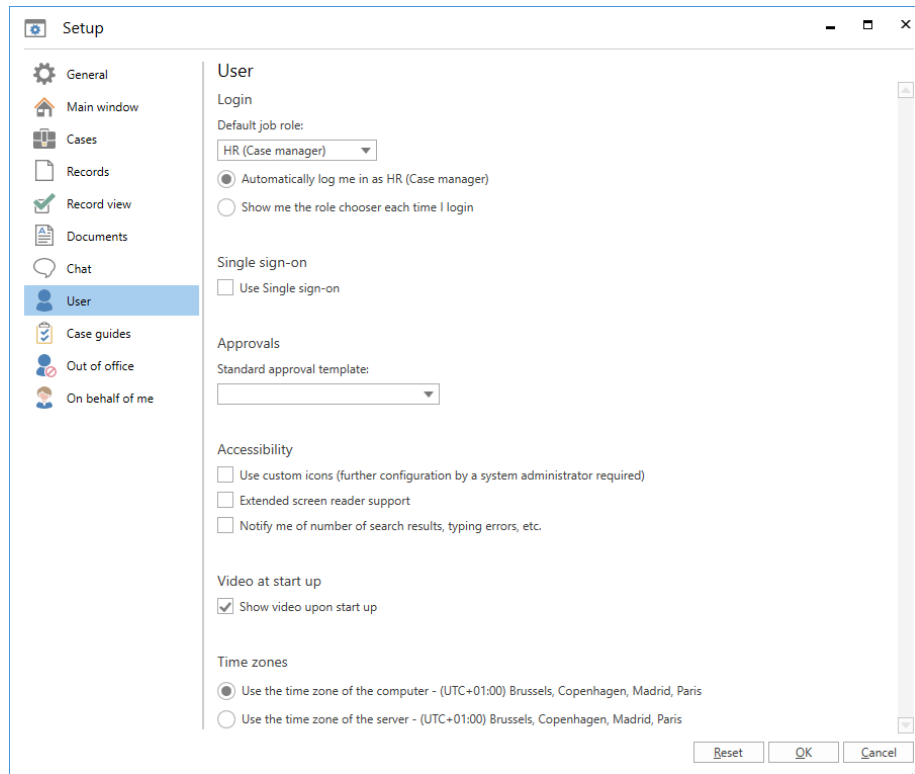 Setup
General
Main window
Cases
Records
Record view
Documents
Chat
User
Case guides
Out of office
On behalf of me
User
Login
Default job role:
HR (Case manager)
Automatically log me in as HR (Case manager)
Show me the role chooser each time I login
Single sign-on
Use Single sign-on
Approvals
Standard approval template:
Accessibility
Use custom icons (further configuration by a system administrator required)
Extended screen reader support
Notify me of number of search results, typing errors, etc.
Video at start up
Show video upon start up
Time zones
Use the time zone of the computer - (UTC+01:00) Brussels, Copenhagen, Madrid, Paris
Use the time zone of the server - (UTC+01:00) Brussels, Copenhagen, Madrid, Paris
Reset
OK
Cancel